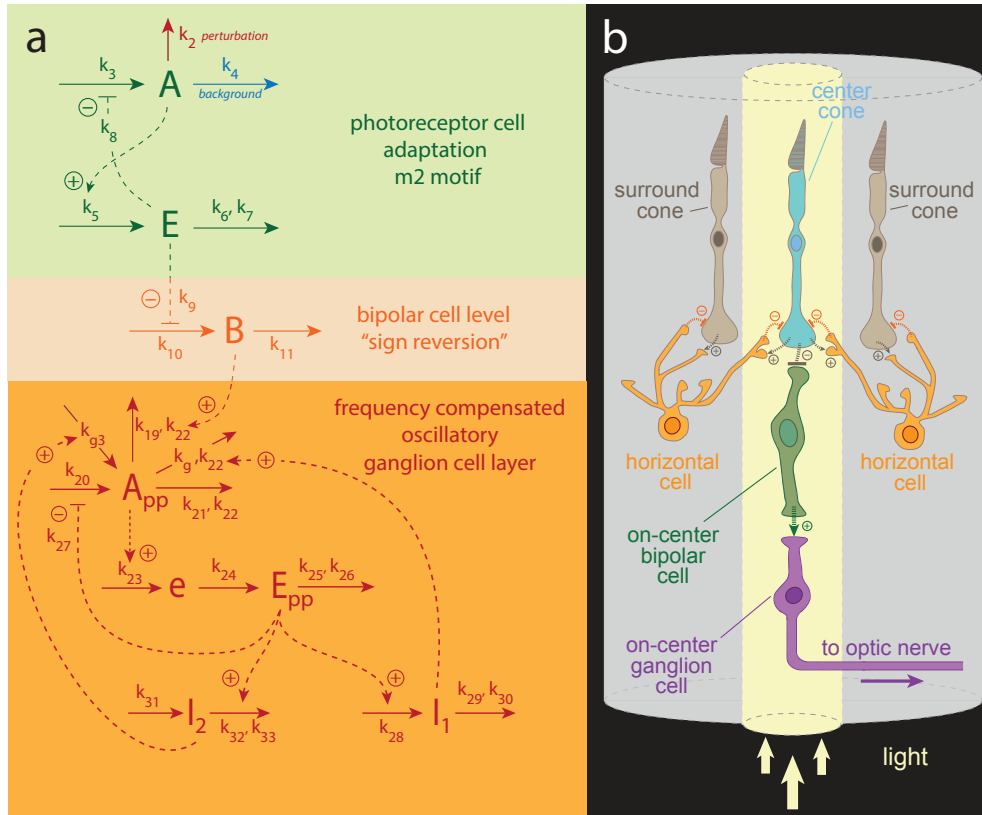 a
k2 perturbation
k3
A
k4
background
⊖
k8
photoreceptor cell
adaptation
m2 motif
⊕
k5
E
k6, k7
⊖
k9
k10
B
k11
bipolar cell level
"sign reversion"
⊕
kg3
k19, k22
⊕
kg, k22
⊕
frequency compensated
oscillatory
ganglion cell layer
k20
App
k21, k22
⊖
k27
⊕
k23
e
k24
Epp
k25, k26
⊕
⊕
k31
I2
k32, k33
k28
I1
k29, k30
b
center
cone
surround
cone
surround
cone
⊖
⊖
⊖
⊖
⊕
⊕
⊖
⊕
⊕
horizontal
cell
horizontal
cell
on-center
bipolar
cell
⊕
on-center
ganglion
cell
to optic nerve
light